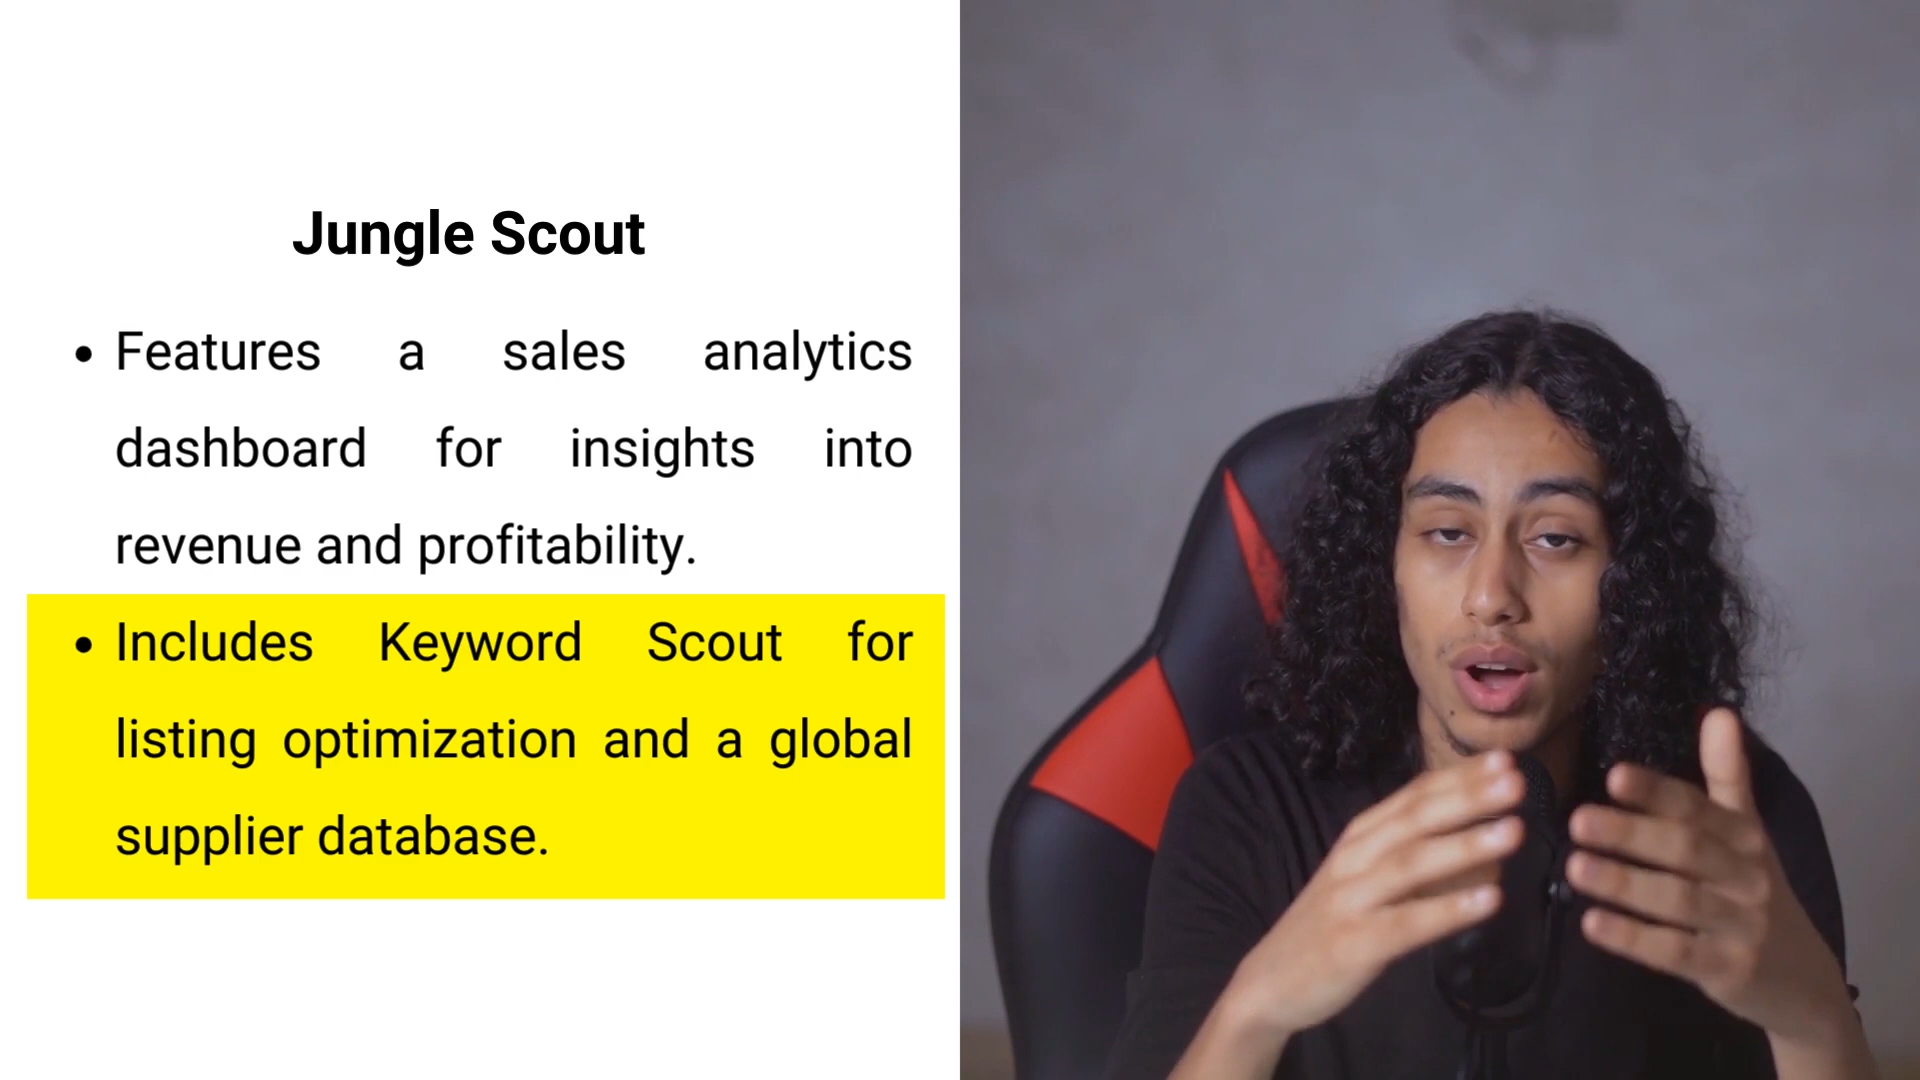 Jungle Scout
• Features a sales analytics
dashboard for insights into
revenue and profitability.
• Includes Keyword Scout for
listing optimization and a global
supplier database.